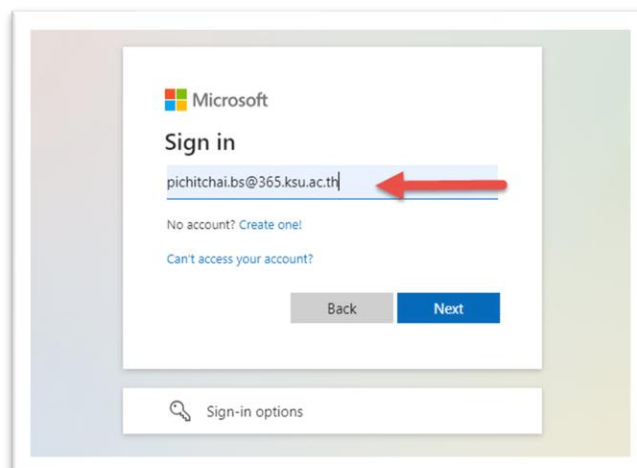 Microsoft
Sign in
pichitchai.bs@365.ksu.ac.th
No account? Create one!
Can't access your account?
Back
Next
Sign-in options